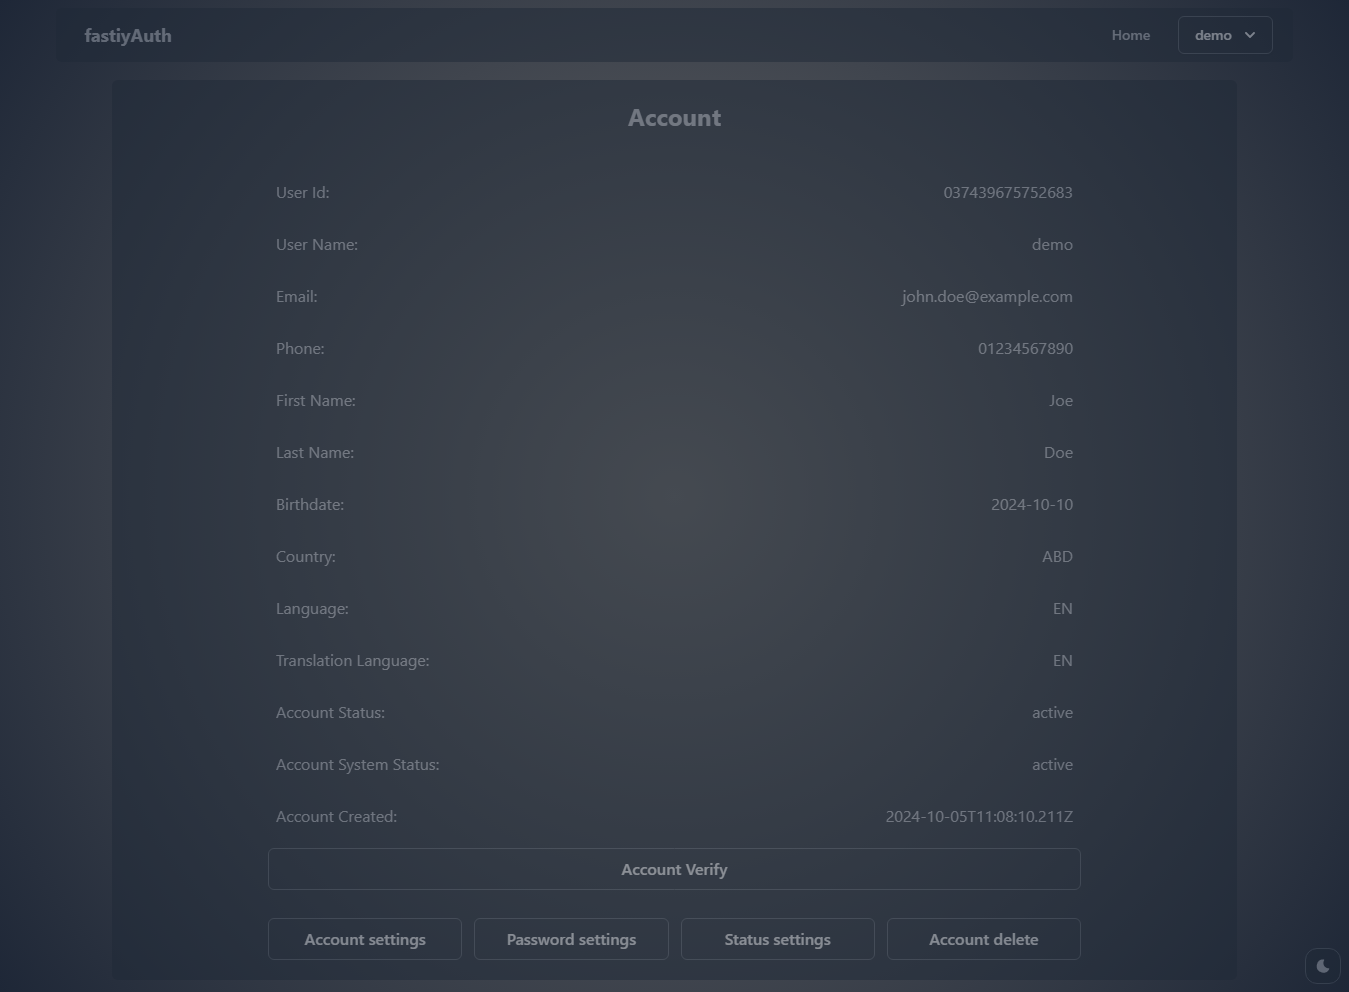 fastiyAuth
Home
demo
Account
User Id: 037439675752683
User Name: demo
Email: john.doe@example.com
Phone: 01234567890
First Name: Joe
Last Name: Doe
Birthdate: 2024-10-10
Country: ABD
Language: EN
Translation Language: EN
Account Status: active
Account System Status: active
Account Created: 2024-10-05T11:08:10.211Z
Account Verify
Account settings
Password settings
Status settings
Account delete